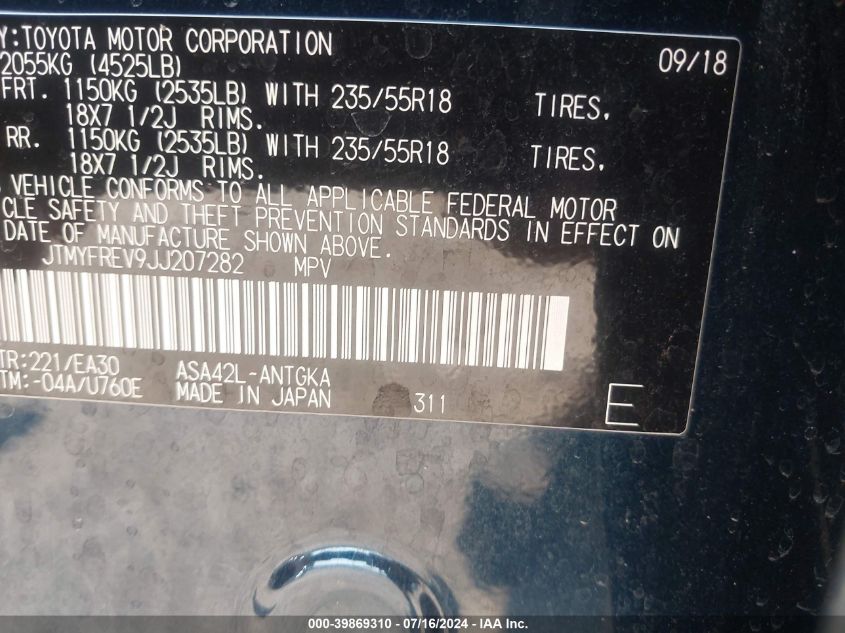 Y:TOYOTA MOTOR CORPORATION 09/18
2055KG (4525LB)
FRT. 1150KG (2535LB) WITH 235/55R18 TIRES,
18X7 1/2J RIMS.
RR. 1150KG (2535LB) WITH 235/55R18 TIRES,
18X7 1/2J RIMS.
VEHICLE CONFORMS TO ALL APPLICABLE FEDERAL MOTOR
CLE SAFETY AND THEFT PREVENTION STANDARDS IN EFFECT ON
DATE OF MANUFACTURE SHOWN ABOVE.
JTMYFREV9JJ207282 MPV
TR:221/EA30 ASA42L-ANTGKA
TM:-04A/U760E MADE IN JAPAN 311 E
000-39869310 - 07/16/2024 - IAA Inc.